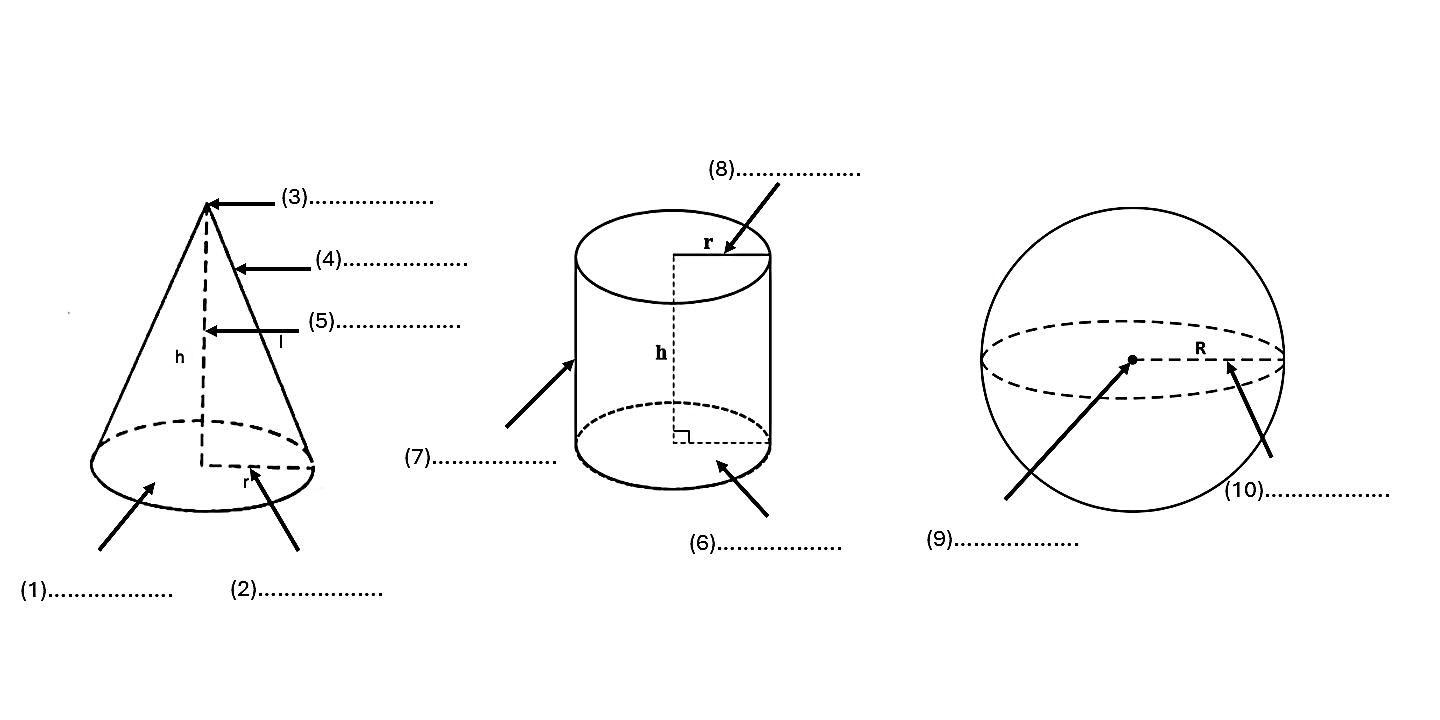 (8)...................
(3)...................
(4)...................
(5)...................
h
l
r
(1)...................
(2)...................
r
h
(7)...................
(6)...................
R
(10)...................
(9)...................